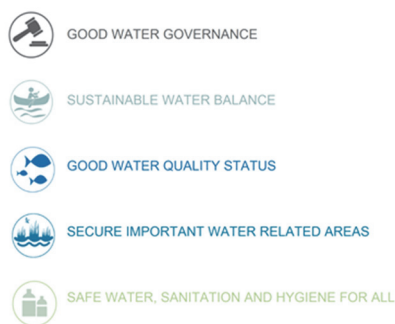 GOOD WATER GOVERNANCE
SUSTAINABLE WATER BALANCE
GOOD WATER QUALITY STATUS
SECURE IMPORTANT WATER RELATED AREAS
SAFE WATER, SANITATION AND HYGIENE FOR ALL